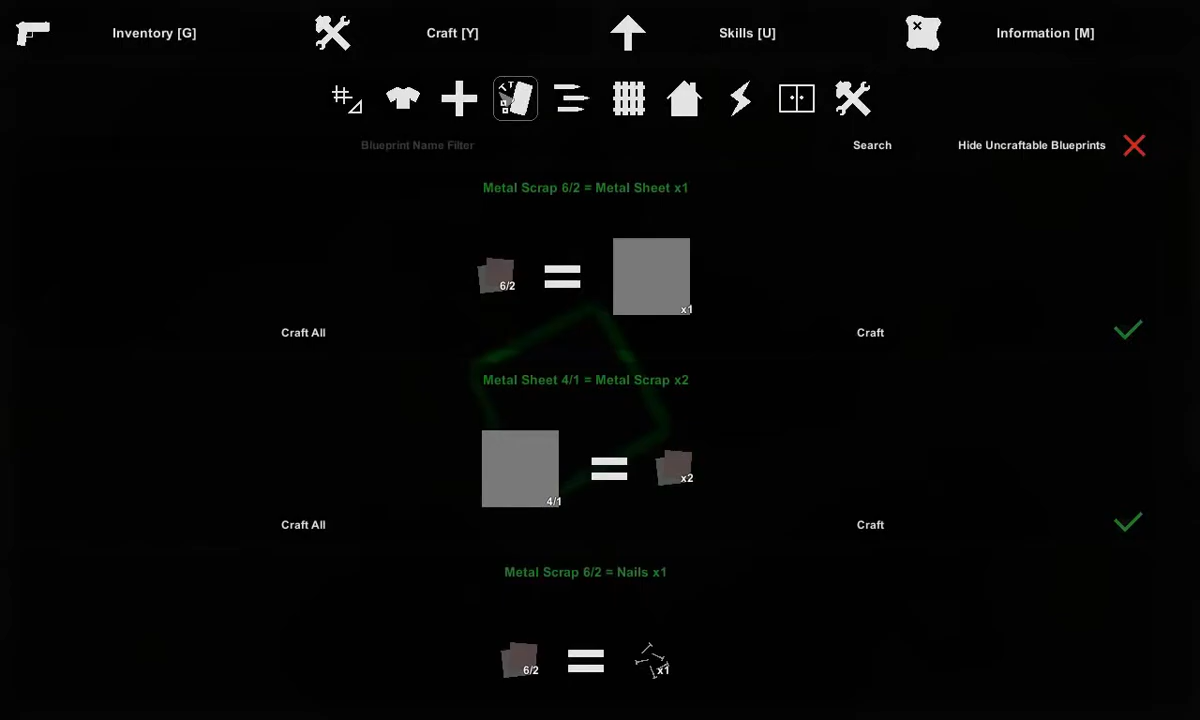 Inventory [G]
Craft [Y]
Skills [U]
Information [M]
Blueprint Name Filter
Search
Hide Uncraftable Blueprints
Metal Scrap 6/2 = Metal Sheet x1
6/2
x1
Craft All
Craft
Metal Sheet 4/1 = Metal Scrap x2
4/1
x2
Craft All
Craft
Metal Scrap 6/2 = Nails x1
6/2
x1